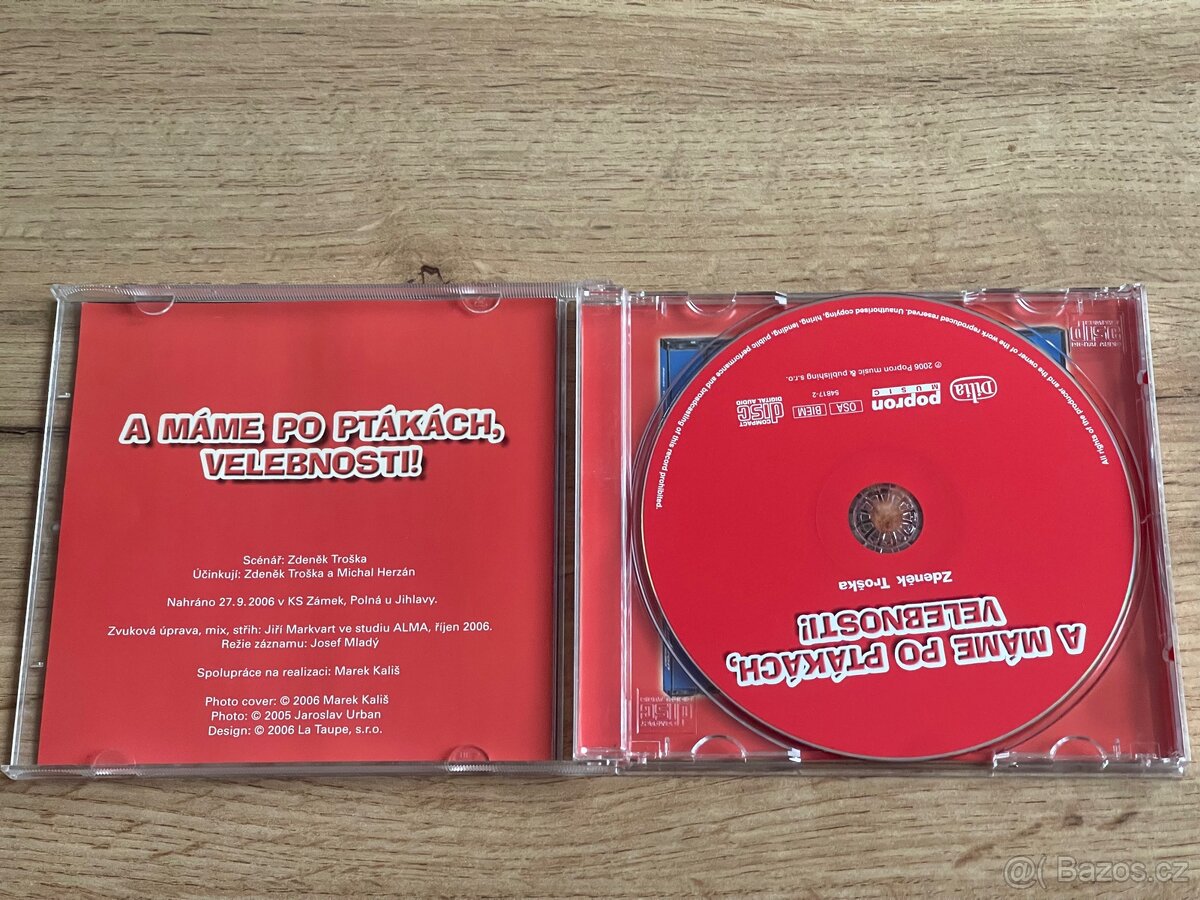 A MÁME PO PTÁKÁCH,
VELEBNOSTI!
Scénář: Zdeněk Troška
Účinkují: Zdeněk Troška a Michal Herzán
Nahráno 27.9.2006 v KS Zámek, Polná u Jihlavy.
Zvuková úprava, mix, střih: Jiří Markvart ve studiu ALMA, říjen 2006.
Režie záznamu: Josef Mladý
Spolupráce na realizaci: Marek Kališ
Photo cover: © 2006 Marek Kališ
Photo: © 2005 Jaroslav Urban
Design: © 2006 La Taupe, s.r.o.
A MÁME PO PTÁKÁCH,
VELEBNOSTI!
Zdeněk Troška
COMPACT
disc
DIGITAL AUDIO
OSA
BIEM
54817-2
popron
MUSIC
Dilia
℗ 2006 Popron music & publishing s.r.o.
All rights of the producer and the owner of the work reproduced reserved. Unauthorised copying, hiring, lending, public performance and broadcasting of this record prohibited.
@( Bazos.cz